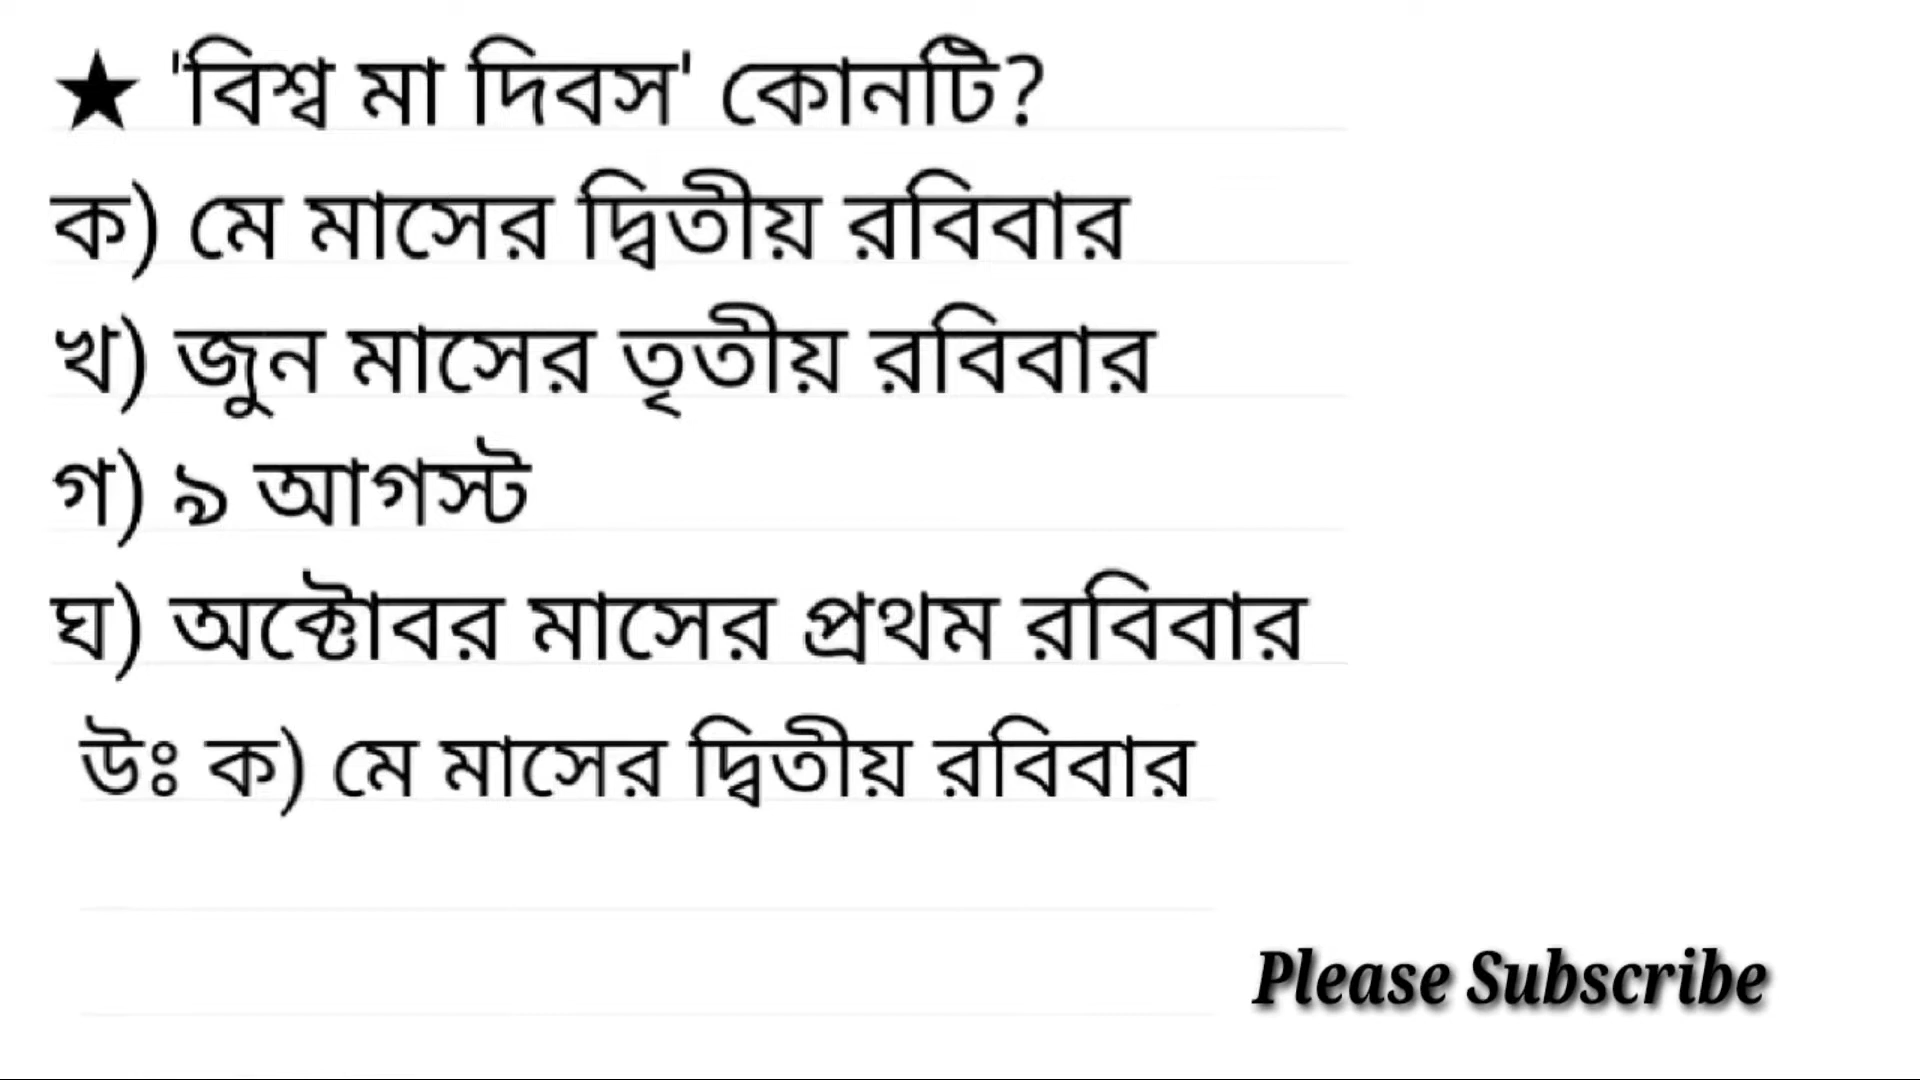 ★ 'বিশ্ব মা দিবস' কোনটি?
ক) মে মাসের দ্বিতীয় রবিবার
খ) জুন মাসের তৃতীয় রবিবার
গ) ৯ আগস্ট
ঘ) অক্টোবর মাসের প্রথম রবিবার
উঃ ক) মে মাসের দ্বিতীয় রবিবার
Please Subscribe